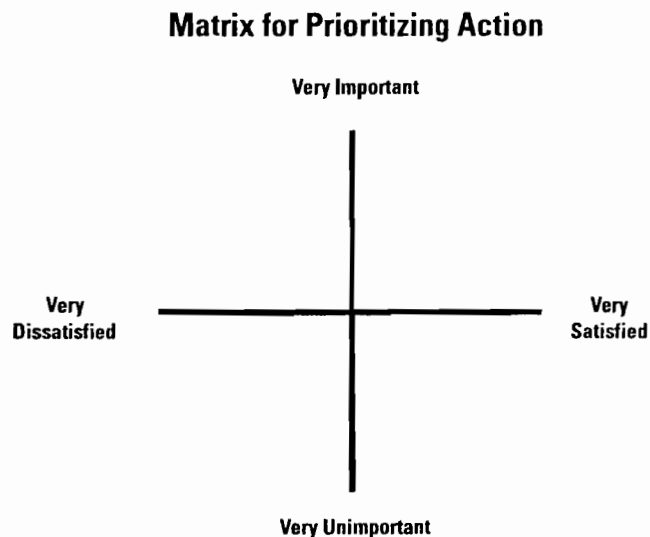 Matrix for Prioritizing Action
Very Important
Very
Dissatisfied
Very
Satisfied
Very Unimportant